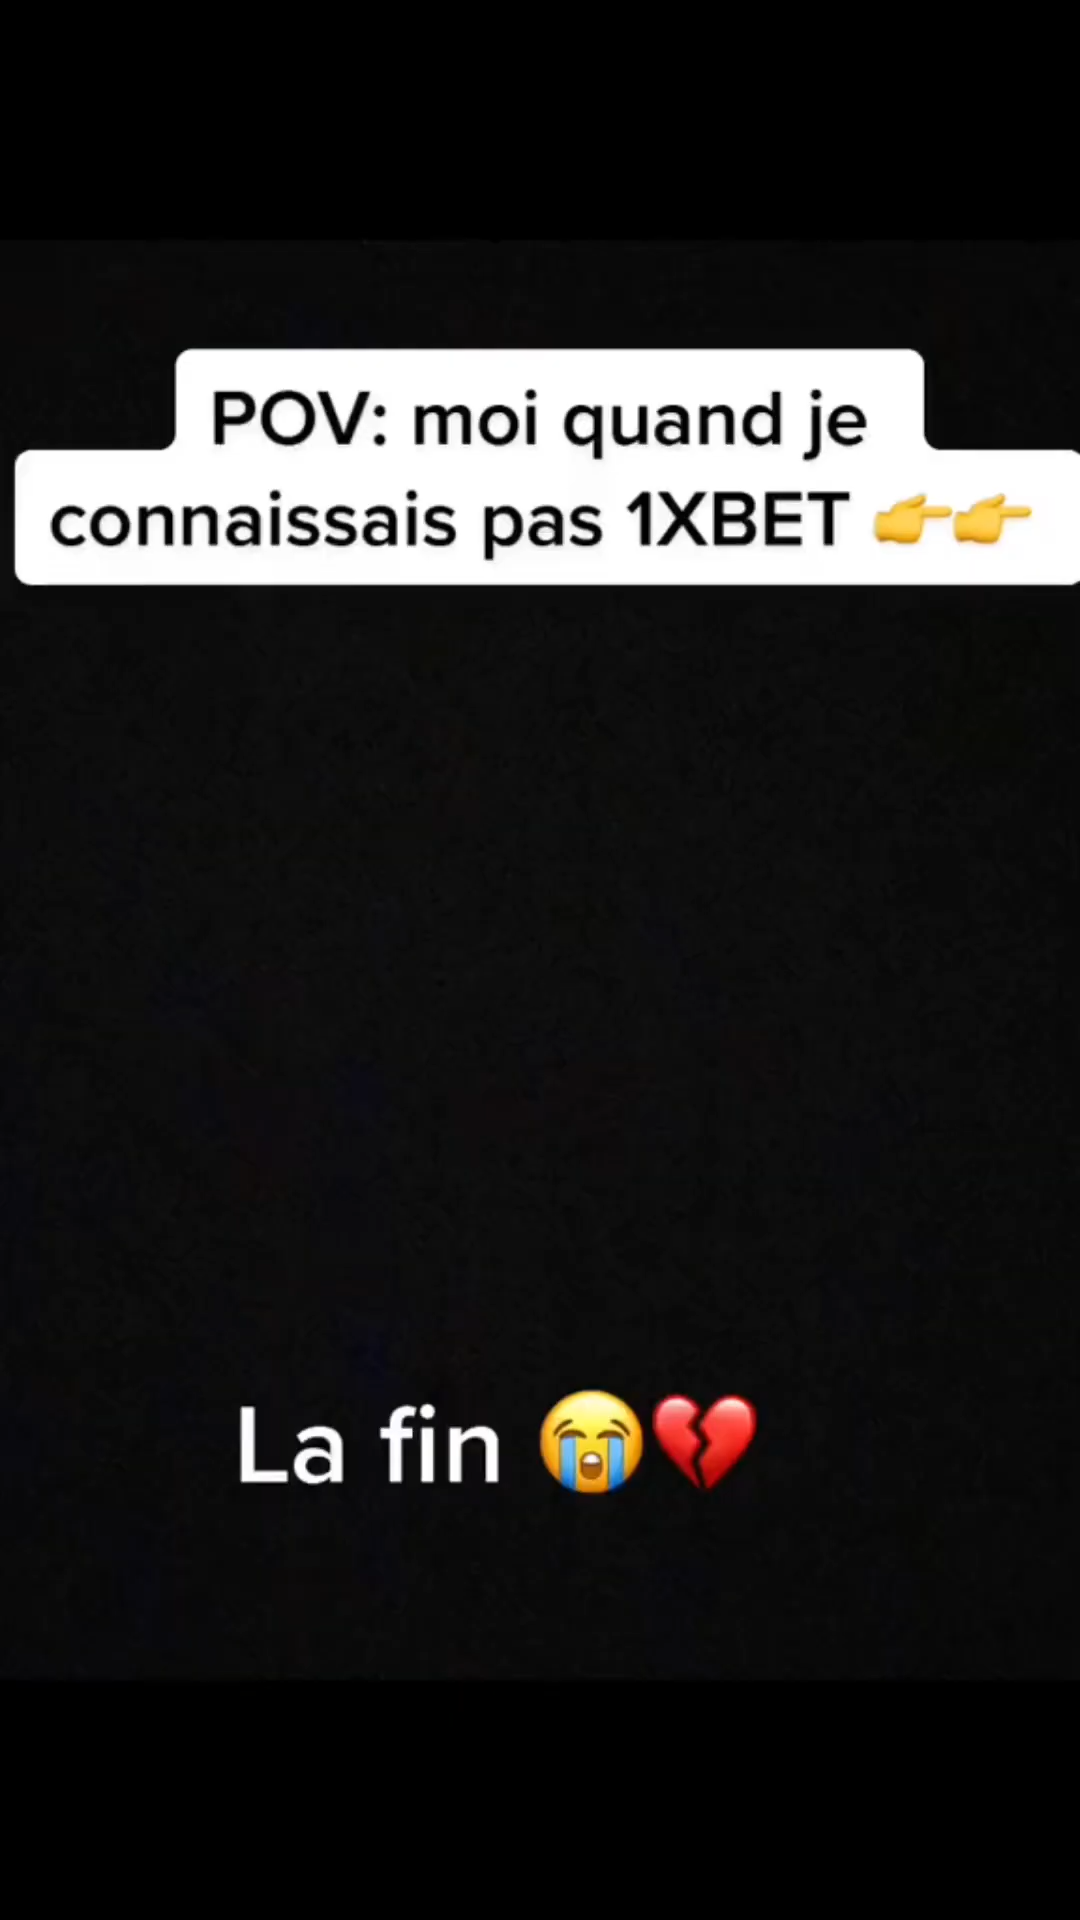 POV: moi quand je
connaissais pas 1XBET 👉👉
La fin 😭💔